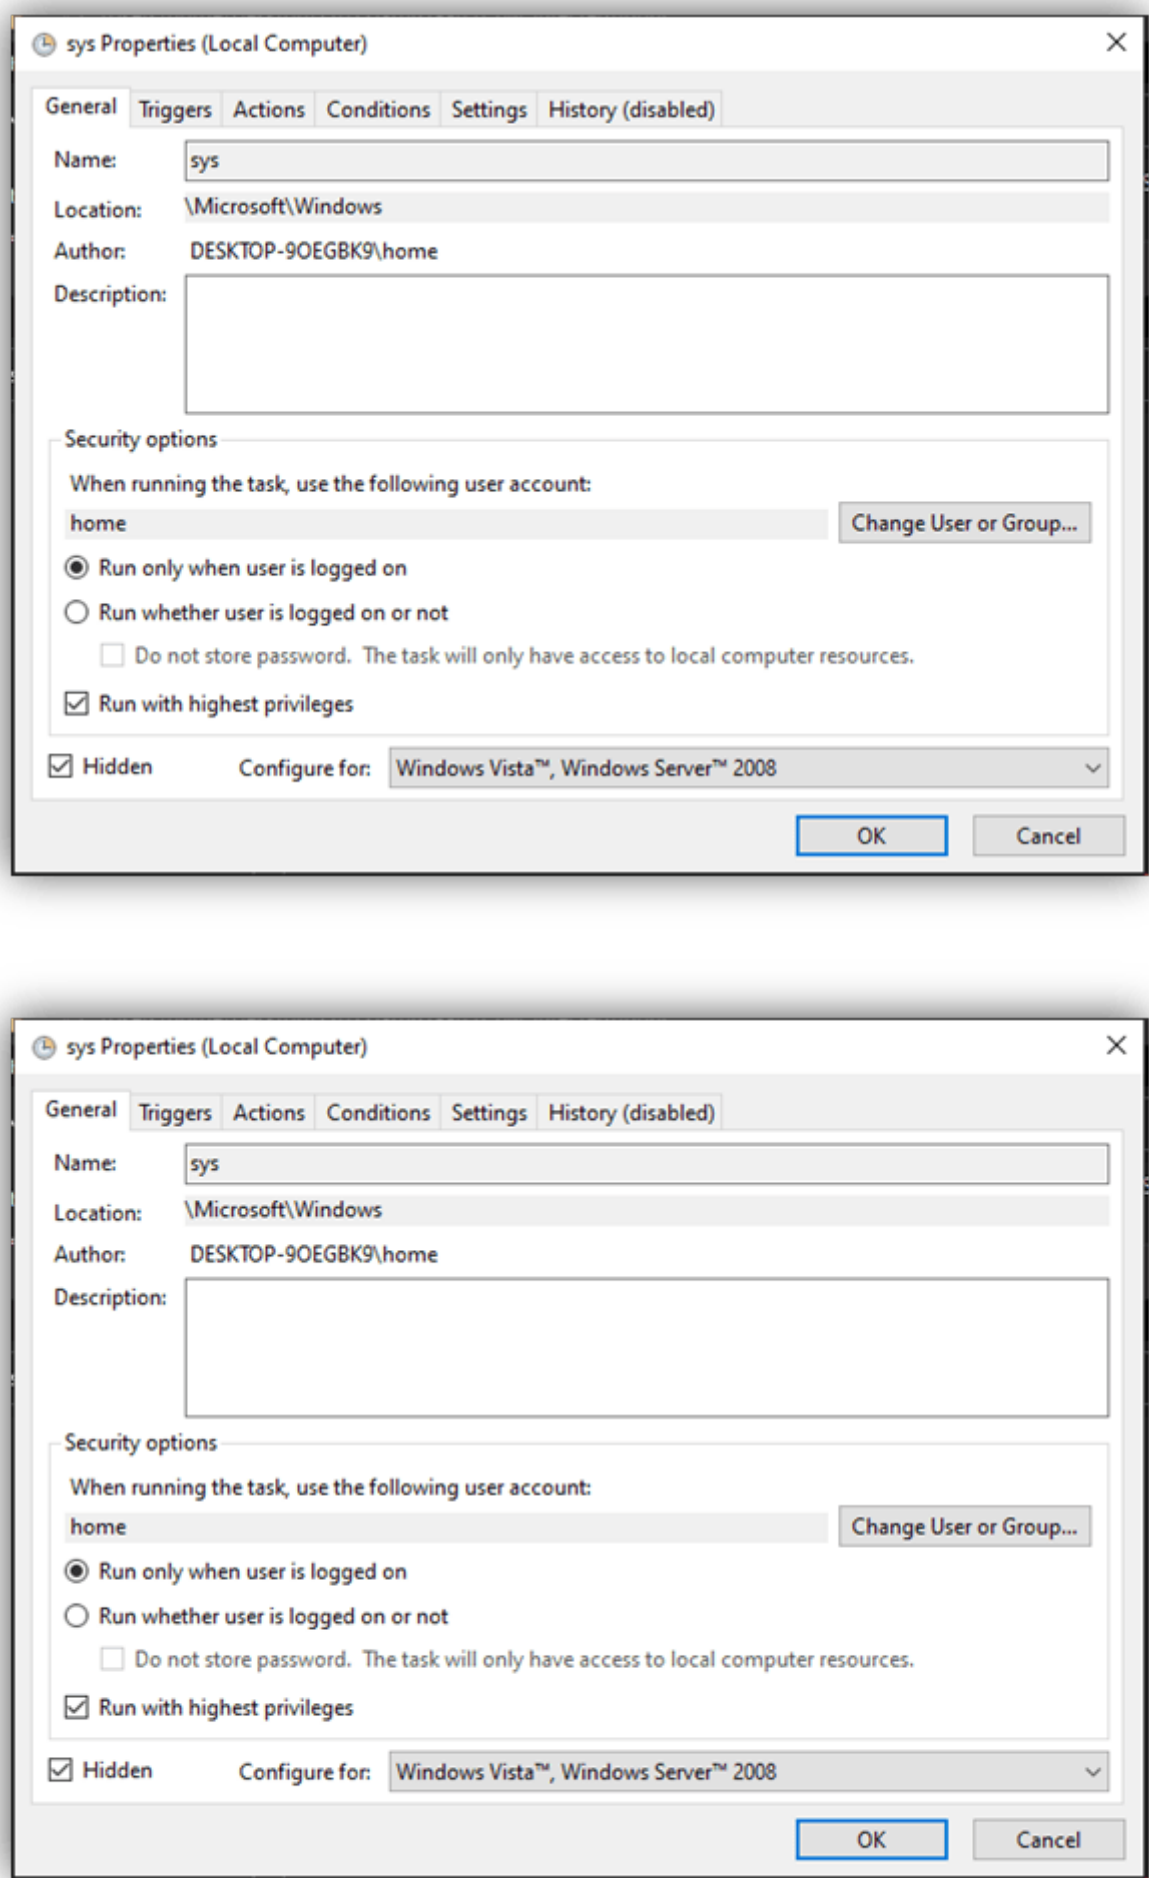 sys Properties (Local Computer)
General Triggers Actions Conditions Settings History (disabled)
Name: sys
Location: \Microsoft\Windows
Author: DESKTOP-9OEGBK9\home
Description:
Security options
When running the task, use the following user account:
home Change User or Group...
Run only when user is logged on
Run whether user is logged on or not
Do not store password. The task will only have access to local computer resources.
Run with highest privileges
Hidden Configure for: Windows Vista™, Windows Server™ 2008
OK Cancel
sys Properties (Local Computer)
General Triggers Actions Conditions Settings History (disabled)
Name: sys
Location: \Microsoft\Windows
Author: DESKTOP-9OEGBK9\home
Description:
Security options
When running the task, use the following user account:
home Change User or Group...
Run only when user is logged on
Run whether user is logged on or not
Do not store password. The task will only have access to local computer resources.
Run with highest privileges
Hidden Configure for: Windows Vista™, Windows Server™ 2008
OK Cancel